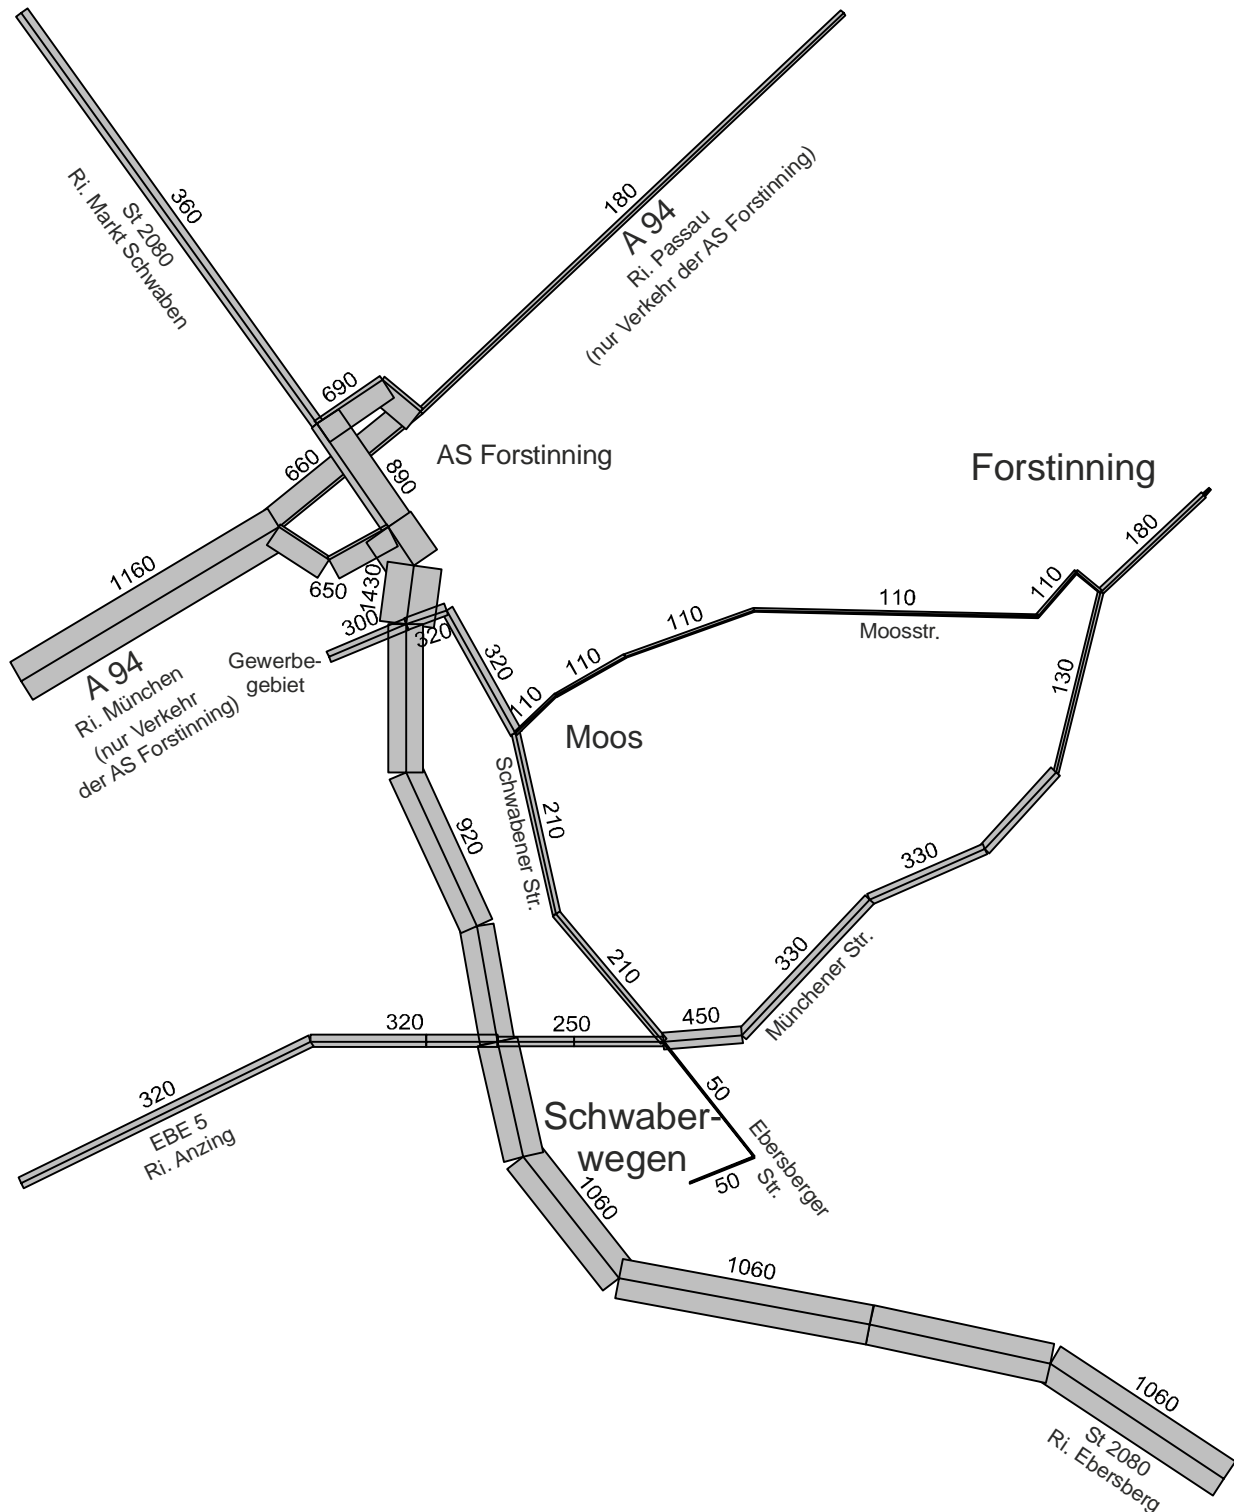 360
St 2080
Ri. Markt Schwaben
180
A 94
Ri. Passau
(nur Verkehr der AS Forstinning)
690
AS Forstinning
660
890
Forstinning
180
1160
650
1430
A 94
Ri. München
(nur Verkehr
der AS Forstinning)
300
320
Gewerbe-
gebiet
320
110
110
110
110
Moosstr.
110
130
Moos
Schwabener Str.
210
920
210
330
330
Münchener Str.
450
320
250
320
EBE 5
Ri. Anzing
50
Schwaber-
wegen
50
Ebersberger
Str.
1060
1060
1060
St 2080
Ri. Ebersberg